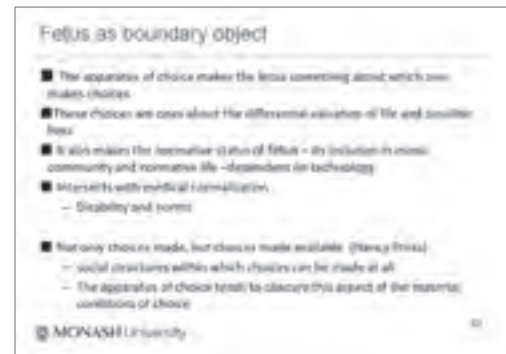 Fetus as boundary object
The apparatus of choice makes the fetus something about which one
makes choices
These choices are ones about the differential valuation of life and possible
lives
It also makes the normative status of fetus – its inclusion in moral
community and normative life – dependent on technology
Intersects with medical normalisation
– Disability and norms
Not only choices made, but choices made available (Nancy Press)
– social structures within which choices can be made at all
– The apparatus of choice tends to obscure this aspect of the material
conditions of choice
MONASH University